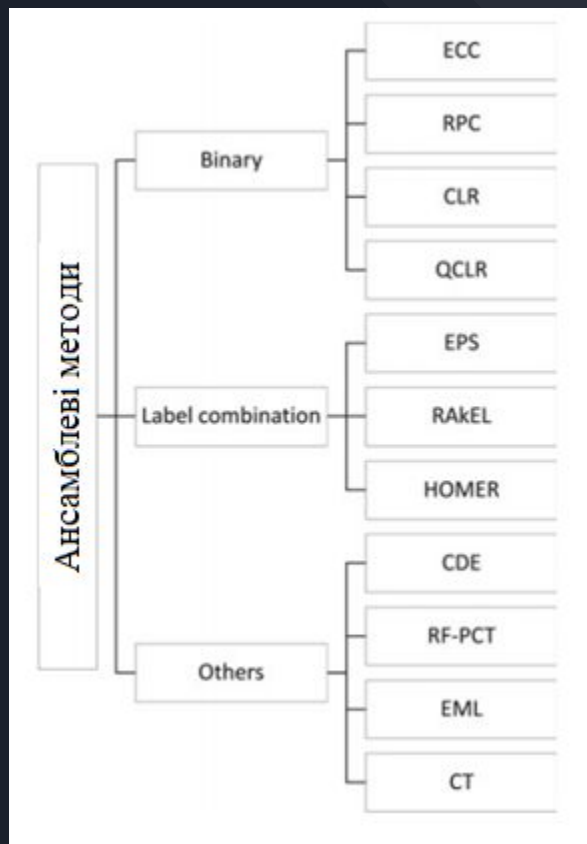 Ансамблеві методи
Binary
ECC
RPC
CLR
QCLR
Label combination
EPS
RAkEL
HOMER
Others
CDE
RF-PCT
EML
CT